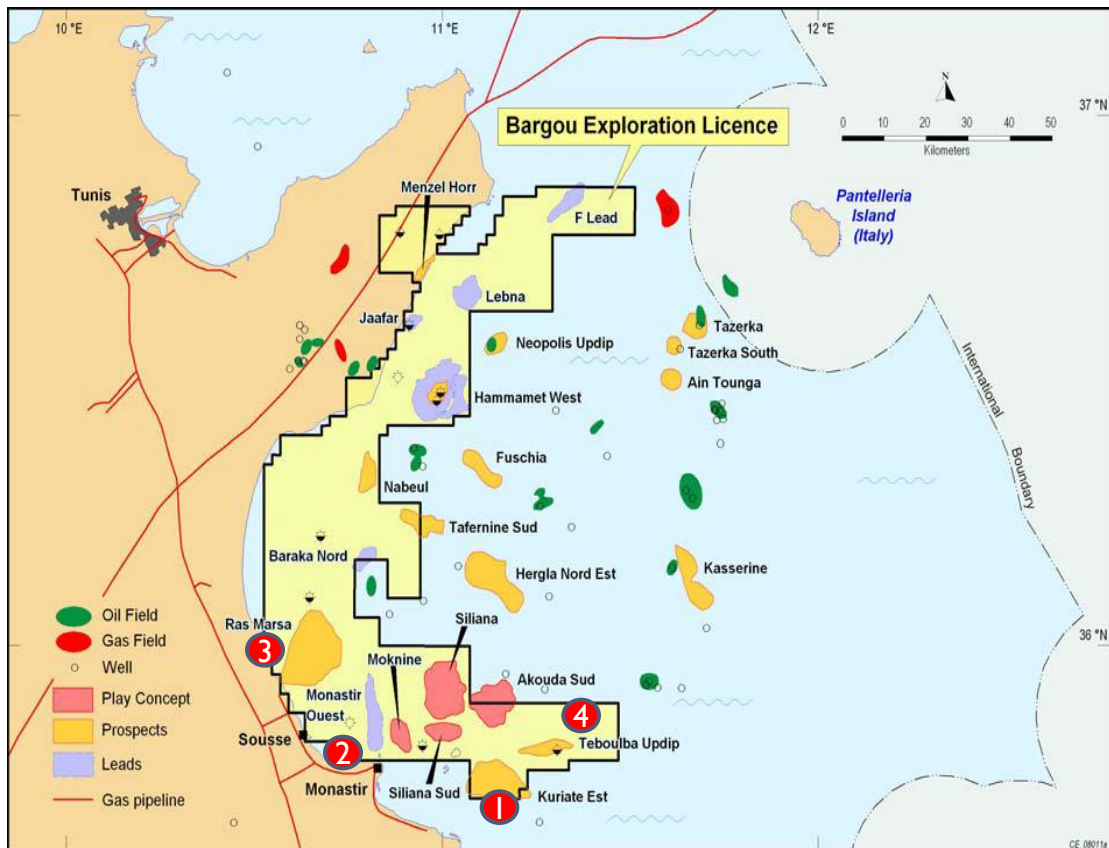 10 °E
11 °E
12 °E
37 °N
N
Bargou Exploration Licence
0 10 20 30 40 50
Kilometers
Tunis
Menzel Horr
F Lead
Pantelleria
Island
(Italy)
Lebna
Jaafar
Neopolis Updip
Tazerka
Tazerka South
Ain Tounga
Hammamet West
International
Boundary
Fuschia
Nabeul
Tafernine Sud
Baraka Nord
Hergla Nord Est
Kasserine
Oil Field
Gas Field
Well
Play Concept
Prospects
Leads
Gas pipeline
Ras Marsa
3
Siliana
36 °N
Moknine
Akouda Sud
Monastir
Ouest
4
Sousse
2
Teboulba Updip
Monastir
Siliana Sud
Kuriate Est
1
CE_08011a